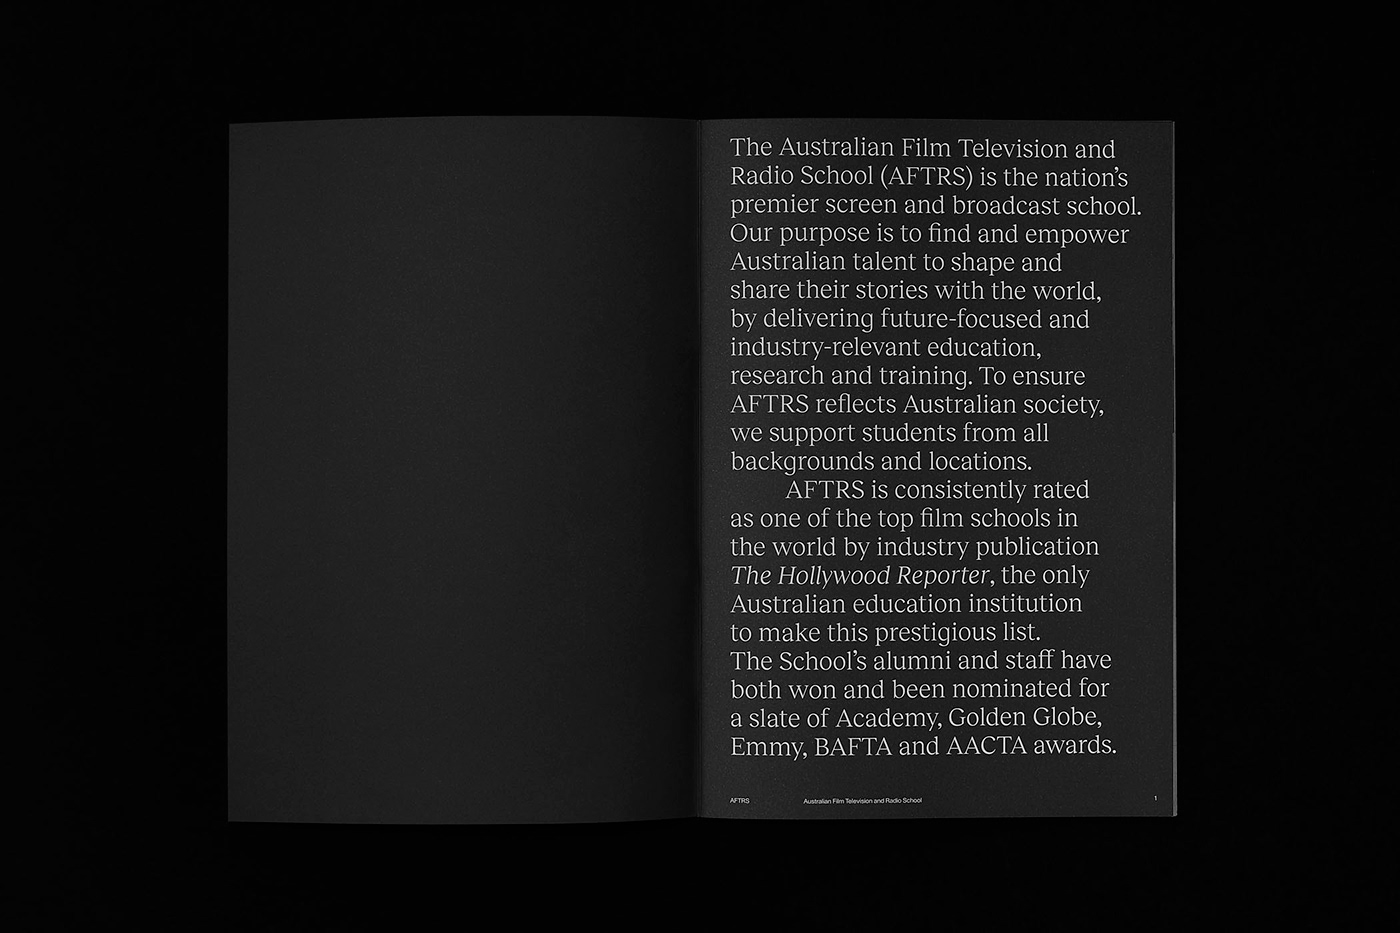 The Australian Film Television and
Radio School (AFTRS) is the nation’s
premier screen and broadcast school.
Our purpose is to find and empower
Australian talent to shape and
share their stories with the world,
by delivering future-focused and
industry-relevant education,
research and training. To ensure
AFTRS reflects Australian society,
we support students from all
backgrounds and locations.
AFTRS is consistently rated
as one of the top film schools in
the world by industry publication
The Hollywood Reporter, the only
Australian education institution
to make this prestigious list.
The School’s alumni and staff have
both won and been nominated for
a slate of Academy, Golden Globe,
Emmy, BAFTA and AACTA awards.
AFTRS Australian Film Television and Radio School 1